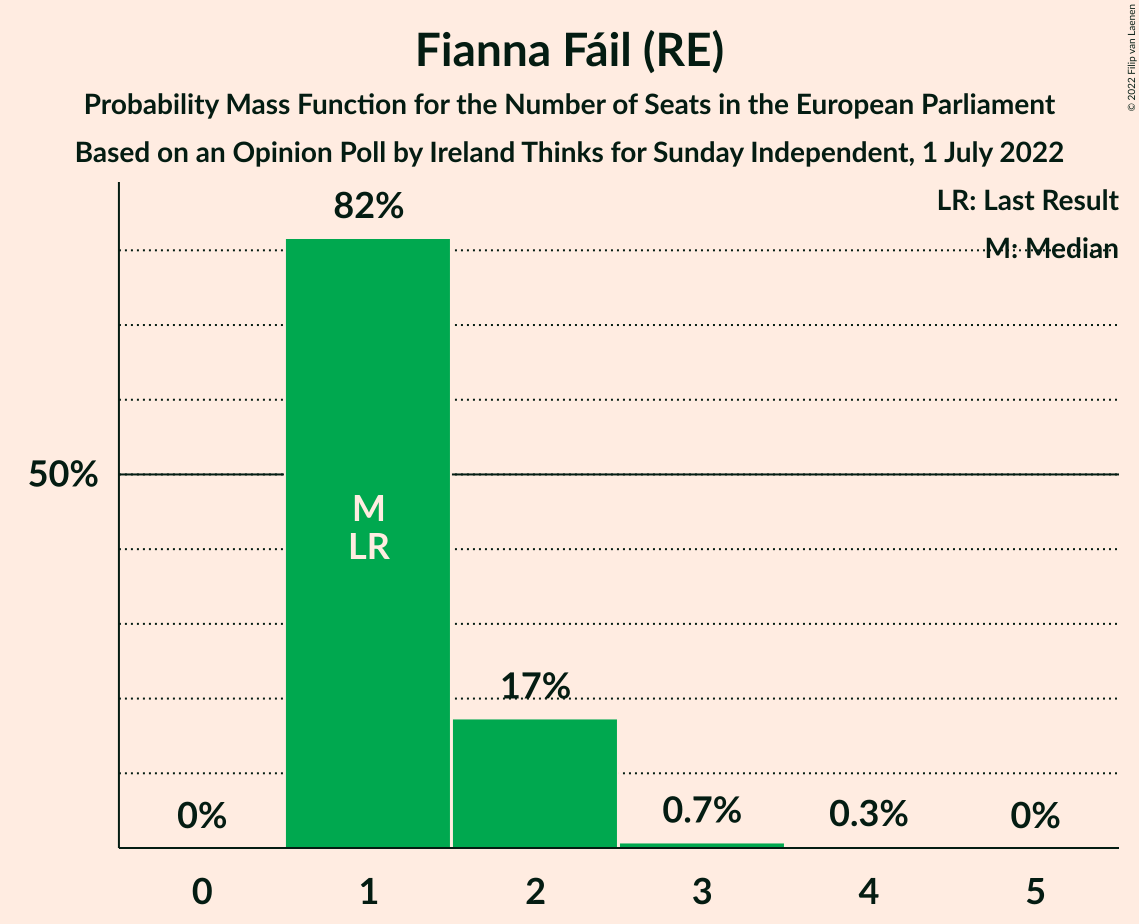 Fianna Fáil (RE)
Probability Mass Function for the Number of Seats in the European Parliament
Based on an Opinion Poll by Ireland Thinks for Sunday Independent, 1 July 2022
© 2022 Filip van Laenen
LR: Last Result
M: Median
82%
50%
M
LR
17%
0%
0.7%
0.3%
0%
0
1
2
3
4
5